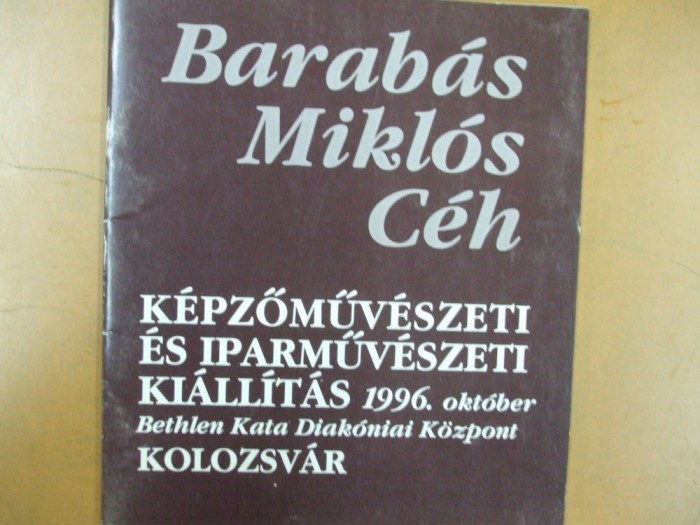 Barabás
Miklós
Céh
KÉPZŐMŰVÉSZETI
ÉS IPARMŰVÉSZETI
KIÁLLÍTÁS 1996. október
Bethlen Kata Diakóniai Központ
KOLOZSVÁR